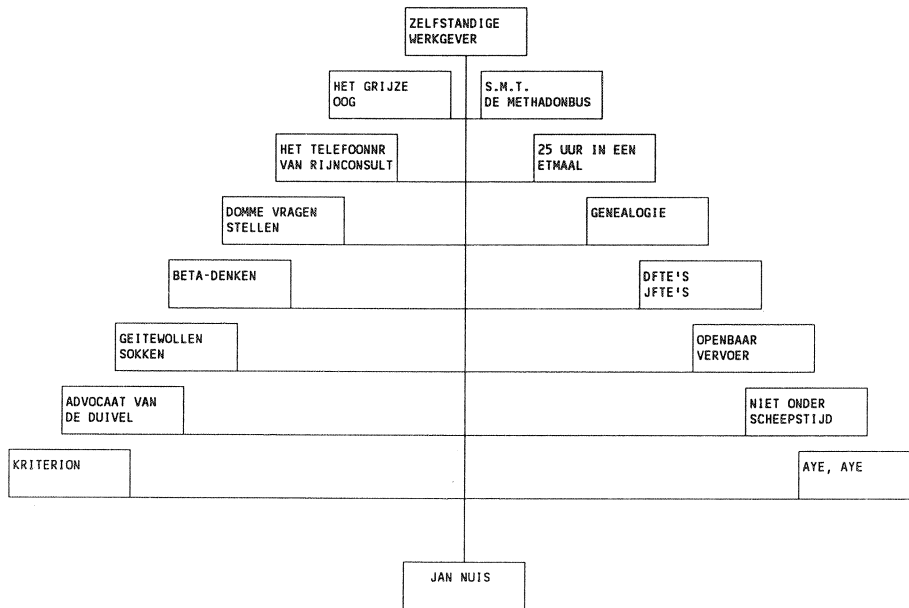 ZELFSTANDIGE
WERKGEVER
HET GRIJZE
OOG
S.M.T.
DE METHADONBUS
HET TELEFOONNR
VAN RIJNCONSULT
25 UUR IN EEN
ETMAAL
DOMME VRAGEN
STELLEN
GENEALOGIE
BETA-DENKEN
DFTE'S
JFTE'S
GEITEWOLLEN
SOKKEN
OPENBAAR
VERVOER
ADVOCAAT VAN
DE DUIVEL
NIET ONDER
SCHEEPSTIJD
KRITERION
AYE, AYE
JAN NUIS